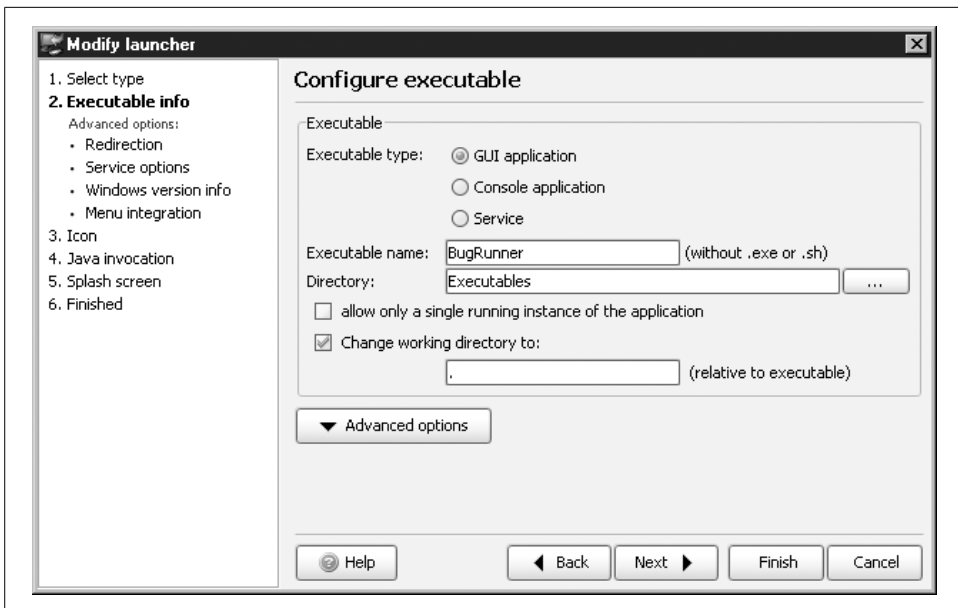 Modify launcher
1. Select type
2. Executable info
Advanced options:
• Redirection
• Service options
• Windows version info
• Menu integration
3. Icon
4. Java invocation
5. Splash screen
6. Finished
Configure executable
Executable
Executable type: GUI application
Console application
Service
Executable name: BugRunner (without .exe or .sh)
Directory: Executables ...
allow only a single running instance of the application
Change working directory to:
. (relative to executable)
Advanced options
Help Back Next Finish Cancel